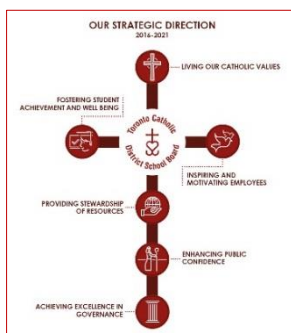 OUR STRATEGIC DIRECTION
2016-2021
LIVING OUR CATHOLIC VALUES
FOSTERING STUDENT
ACHIEVEMENT AND WELL BEING
Toronto Catholic
District School Board
INSPIRING AND
MOTIVATING EMPLOYEES
PROVIDING STEWARDSHIP
OF RESOURCES
ENHANCING PUBLIC
CONFIDENCE
ACHIEVING EXCELLENCE IN
GOVERNANCE